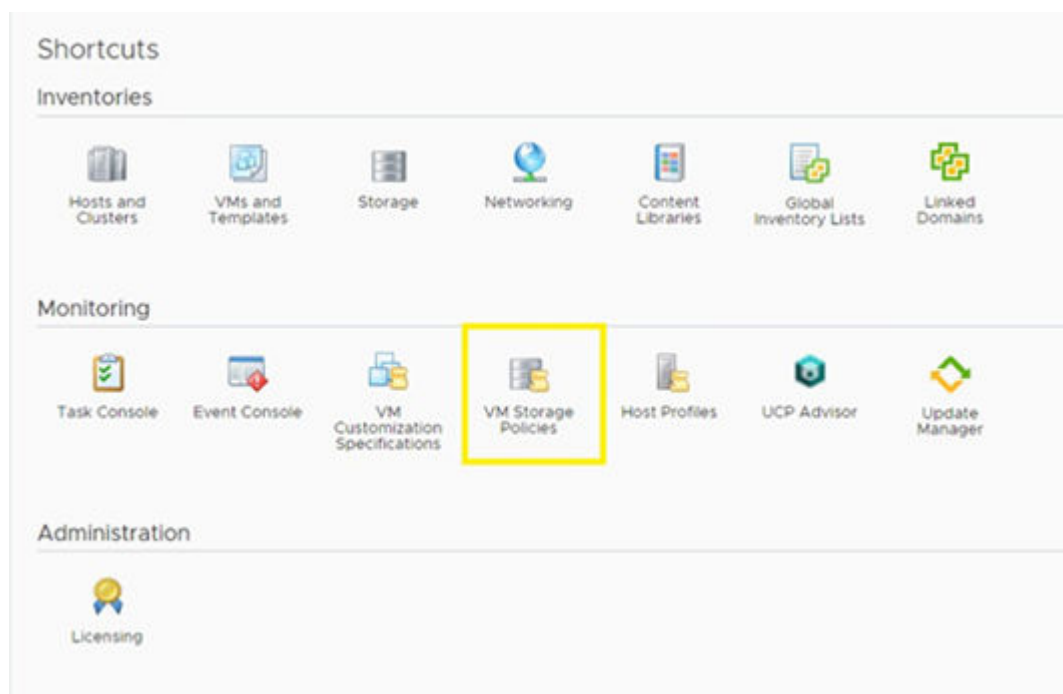 Shortcuts
Inventories
Hosts and
Clusters
VMs and
Templates
Storage
Networking
Content
Libraries
Global
Inventory Lists
Linked
Domains
Monitoring
Task Console
Event Console
VM
Customization
Specifications
VM Storage
Policies
Host Profiles
UCP Advisor
Update
Manager
Administration
Licensing